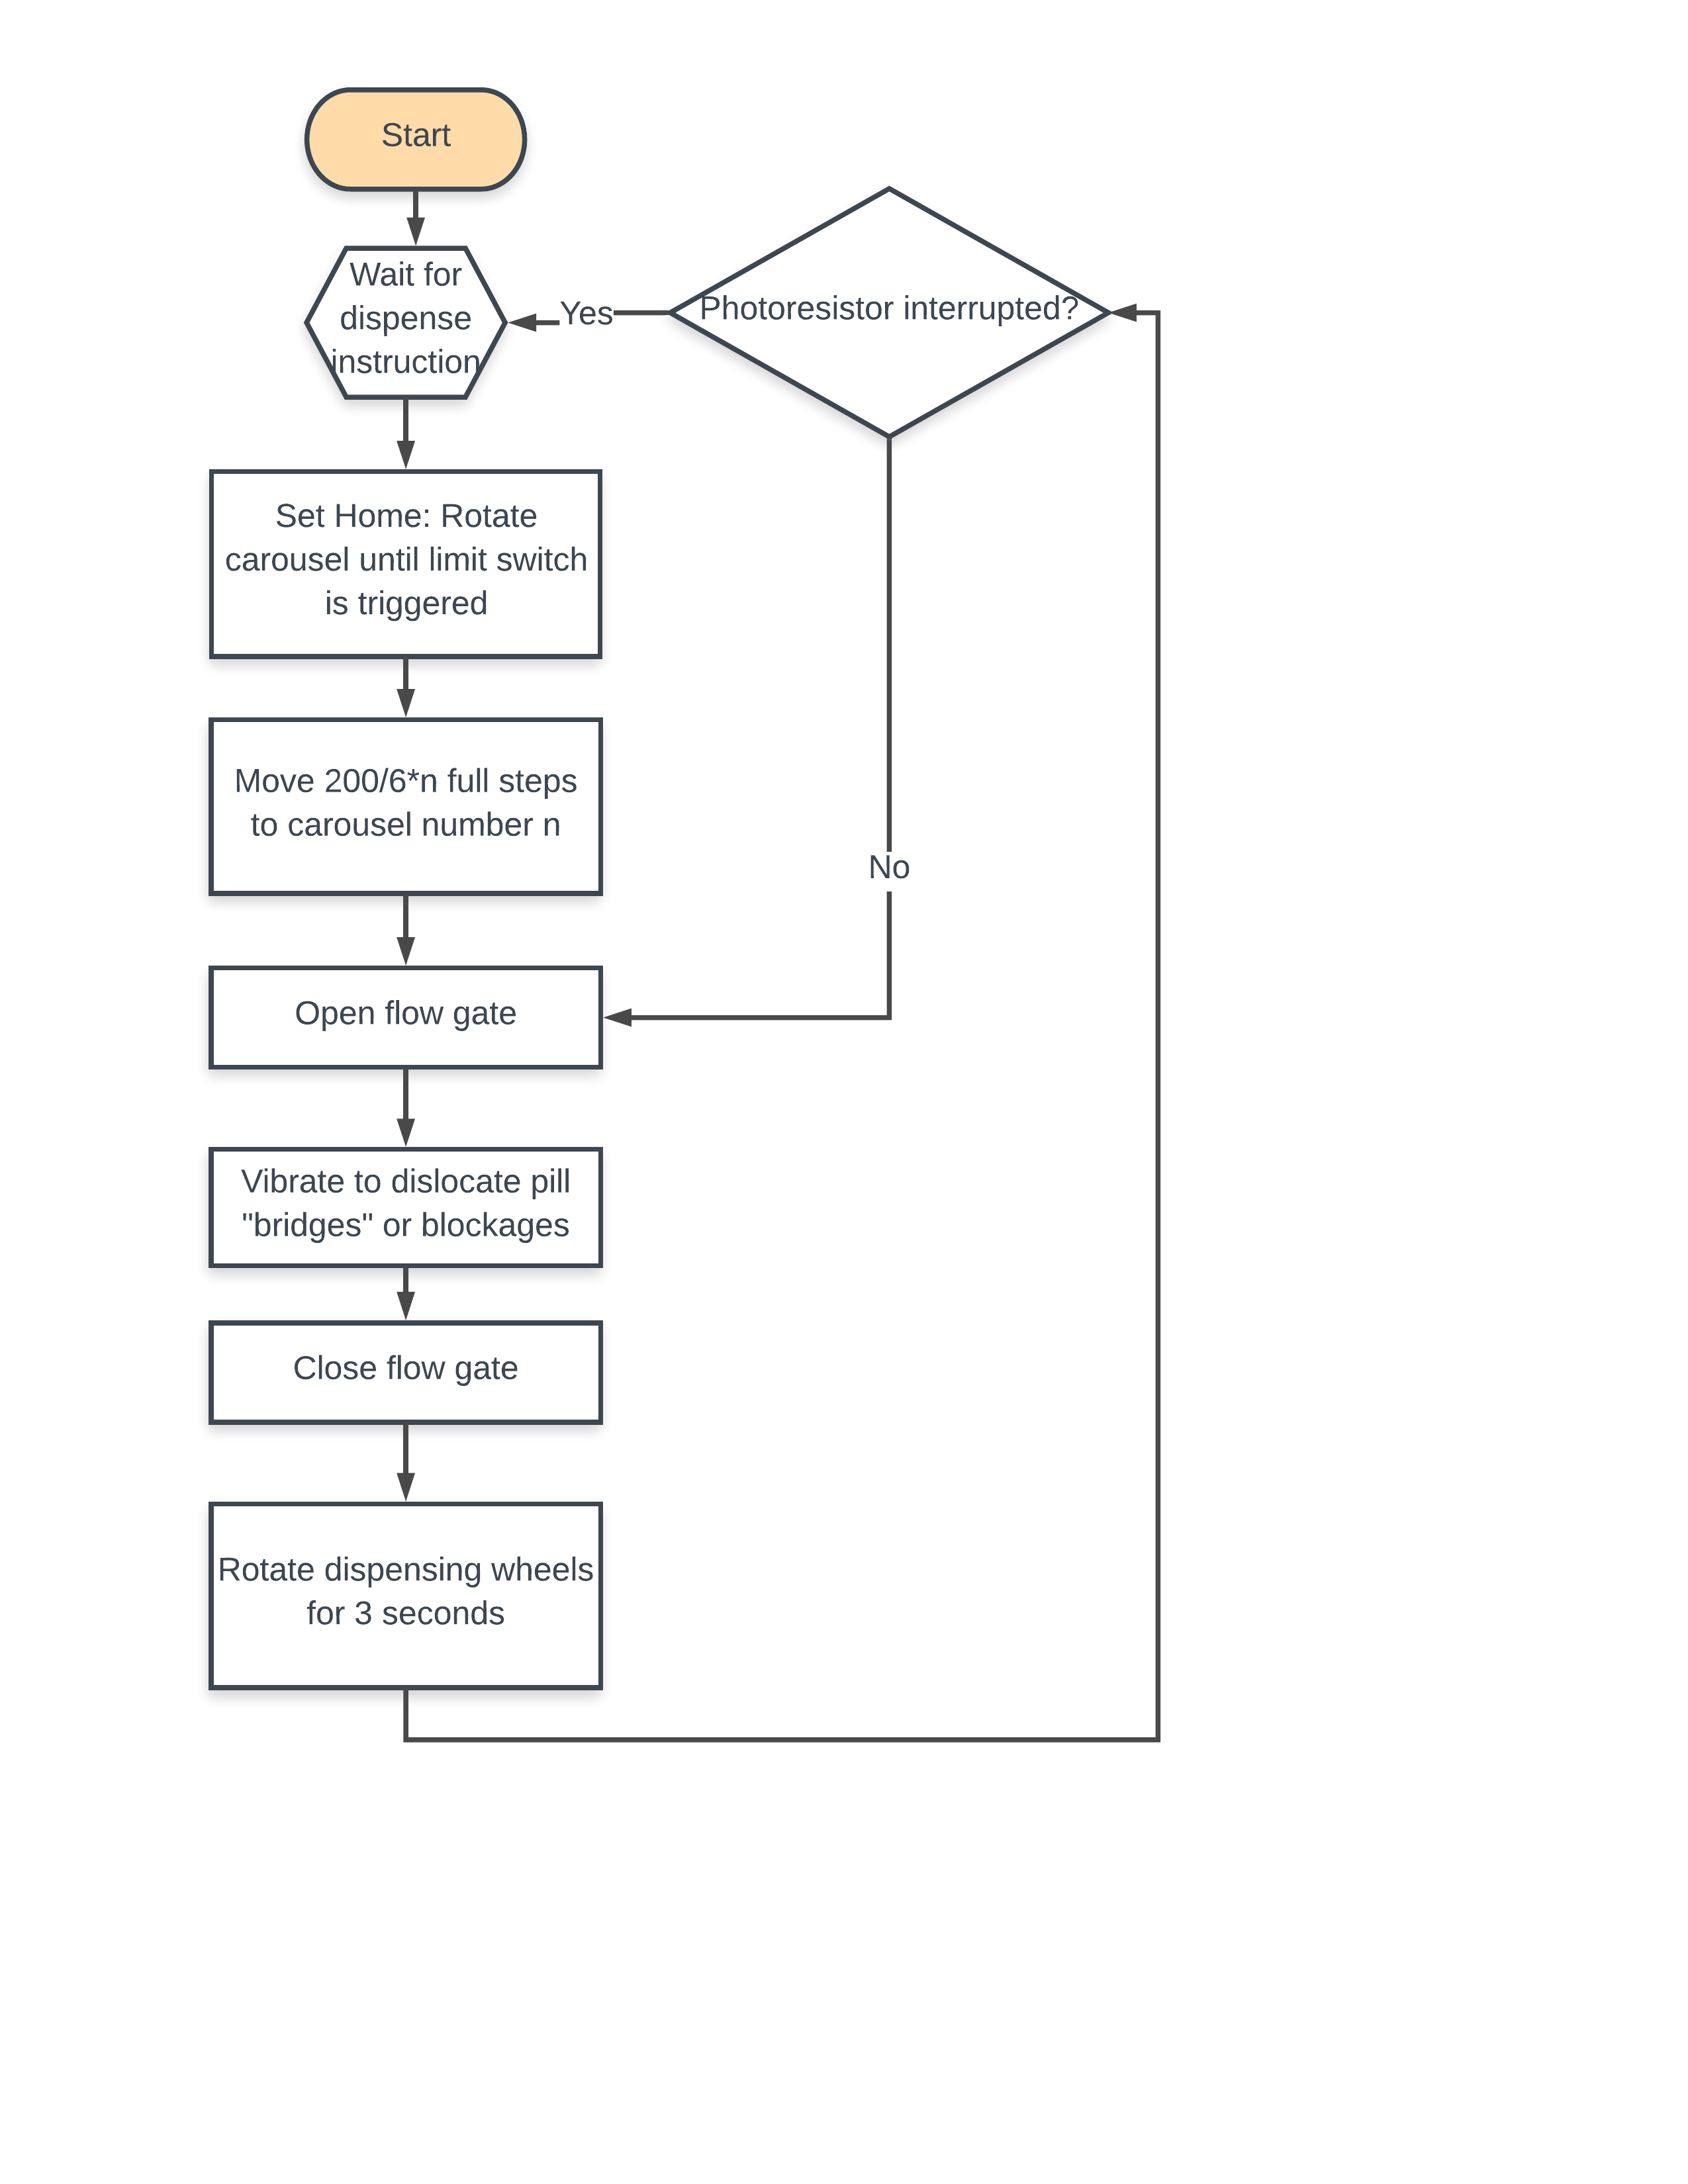 Start
Wait for
dispense
instruction
Yes
Photoresistor interrupted?
Set Home: Rotate
carousel until limit switch
is triggered
Move 200/6*n full steps
to carousel number n
No
Open flow gate
Vibrate to dislocate pill
"bridges" or blockages
Close flow gate
Rotate dispensing wheels
for 3 seconds